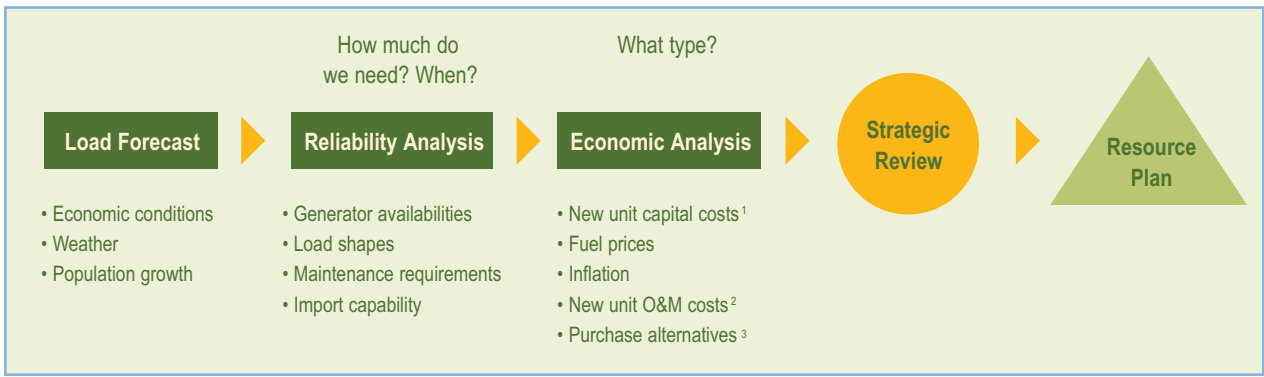 How much do
we need? When?
What type?
Load Forecast
Reliability Analysis
Economic Analysis
Strategic
Review
Resource
Plan
• Economic conditions
• Weather
• Population growth
• Generator availabilities
• Load shapes
• Maintenance requirements
• Import capability
• New unit capital costs 1
• Fuel prices
• Inflation
• New unit O&M costs 2
• Purchase alternatives 3